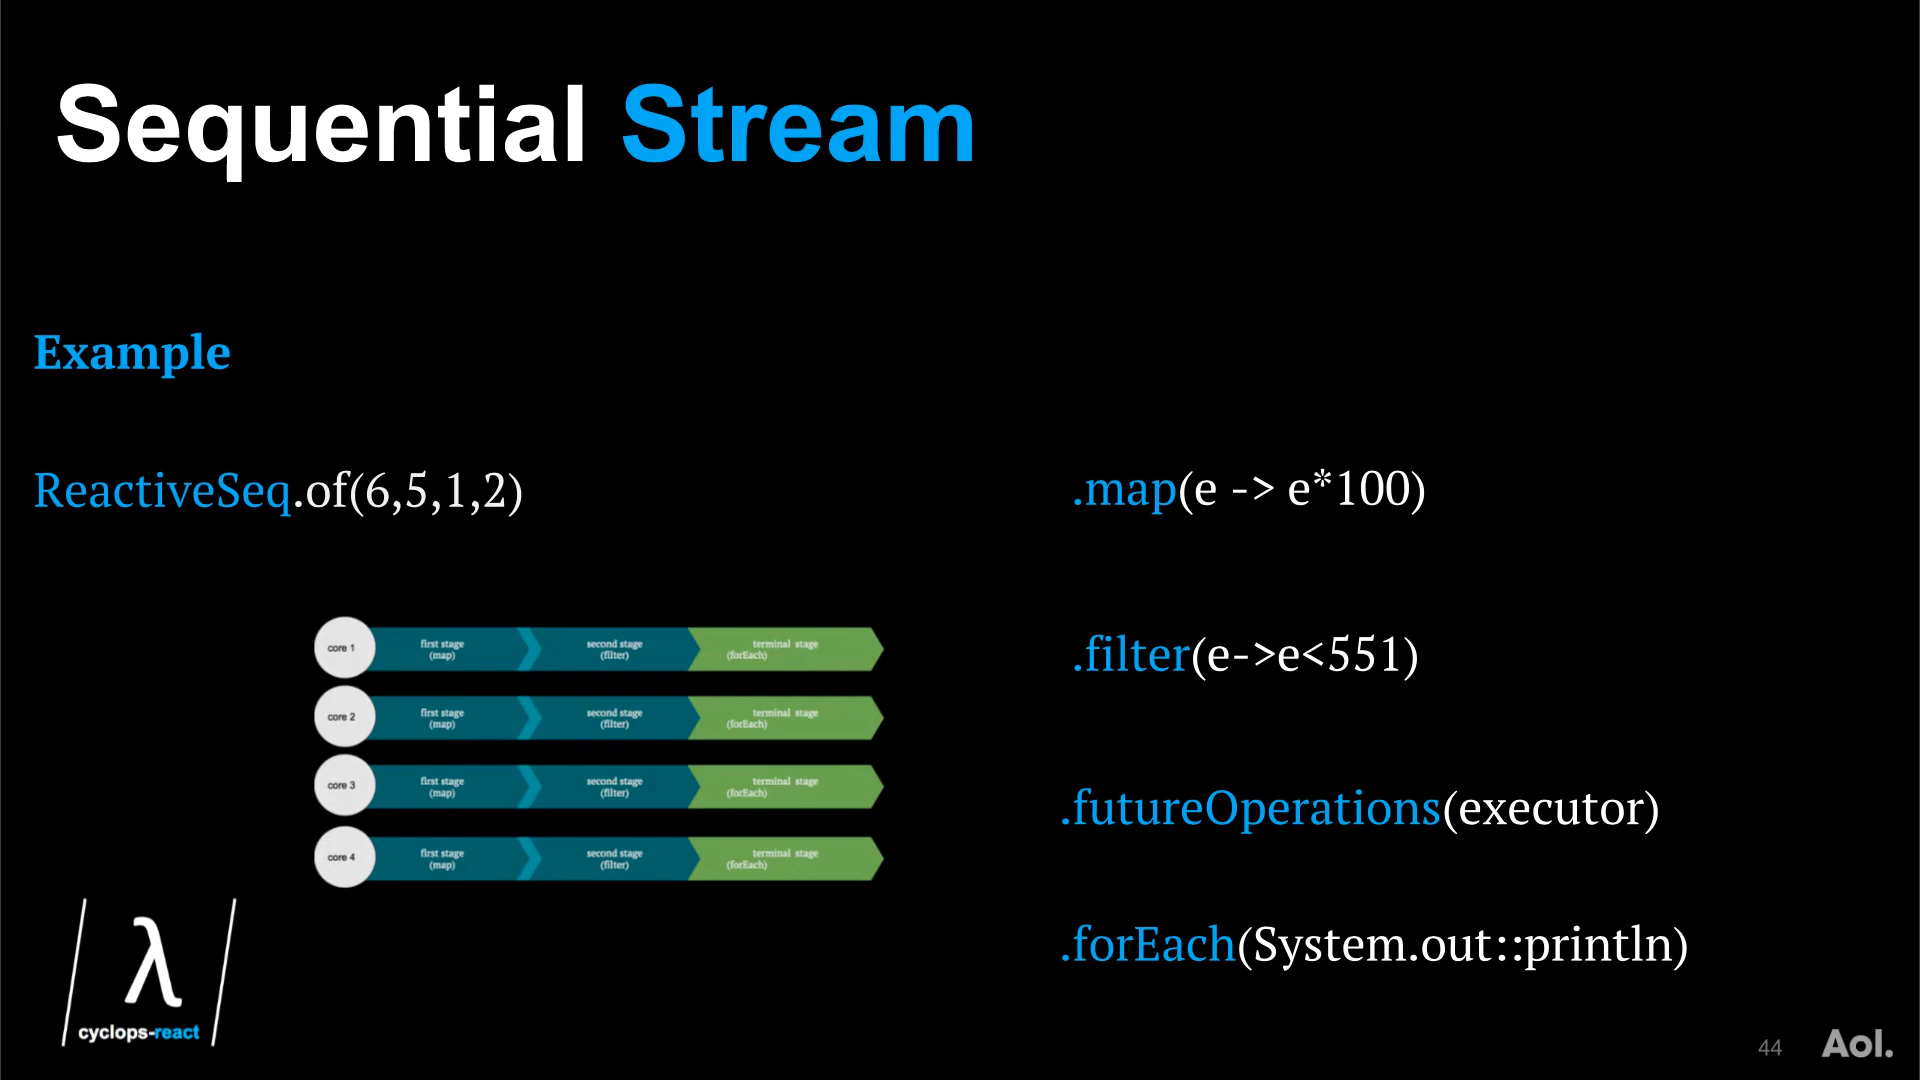 Sequential Stream
Example
ReactiveSeq.of(6,5,1,2)
.map(e -> e*100)
.filter(e->e<551)
.futureOperations(executor)
.forEach(System.out::println)
core 1
first stage
(map)
second stage
(filter)
terminal stage
(forEach)
core 2
first stage
(map)
second stage
(filter)
terminal stage
(forEach)
core 3
first stage
(map)
second stage
(filter)
terminal stage
(forEach)
core 4
first stage
(map)
second stage
(filter)
terminal stage
(forEach)
λ
cyclops-react
44
Aol.